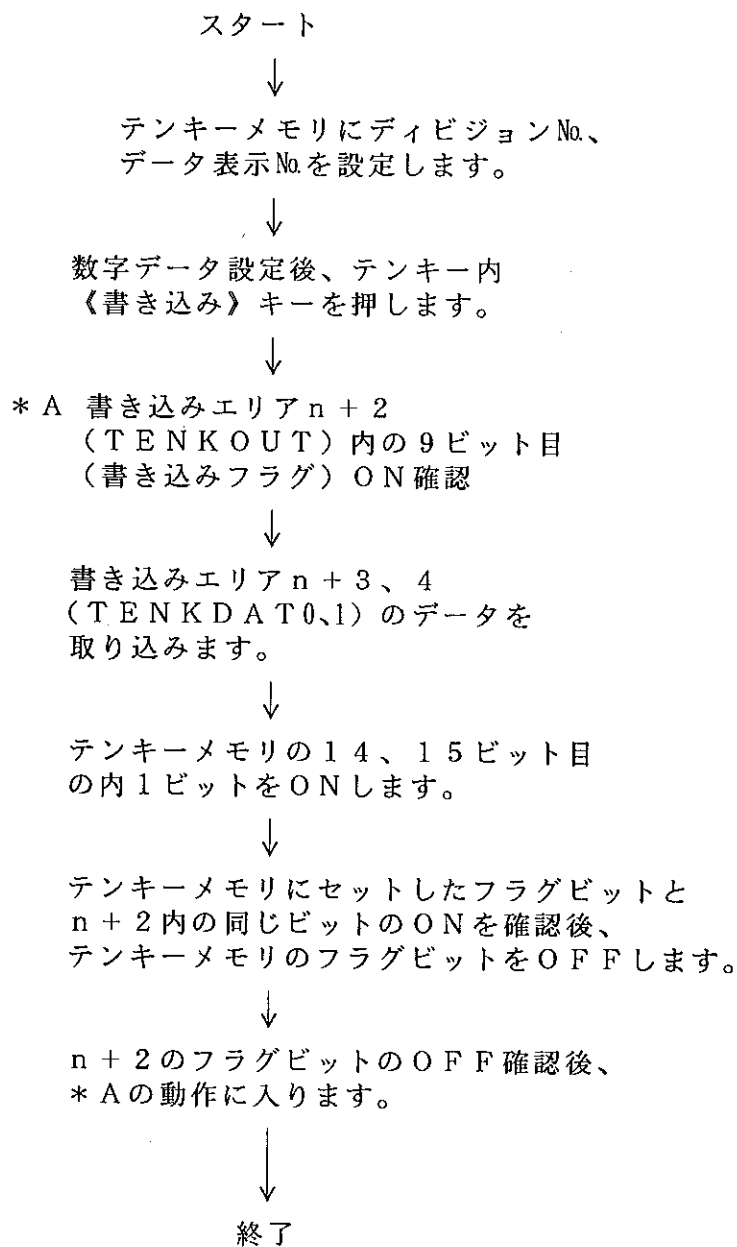 スタート
↓
テンキーメモリにディビジョン№、
データ表示№を設定します。
↓
数字データ設定後、テンキー内
《書き込み》キーを押します。
↓
＊A 書き込みエリアn＋2
（TENKOUT）内の9ビット目
（書き込みフラグ）ON確認
↓
書き込みエリアn＋3、4
（TENKDAT0、1）のデータを
取り込みます。
↓
テンキーメモリの14、15ビット目
の内1ビットをONします。
↓
テンキーメモリにセットしたフラグビットと
n＋2内の同じビットのONを確認後、
テンキーメモリのフラグビットをOFFします。
↓
n＋2のフラグビットのOFF確認後、
＊Aの動作に入ります。
↓
終了